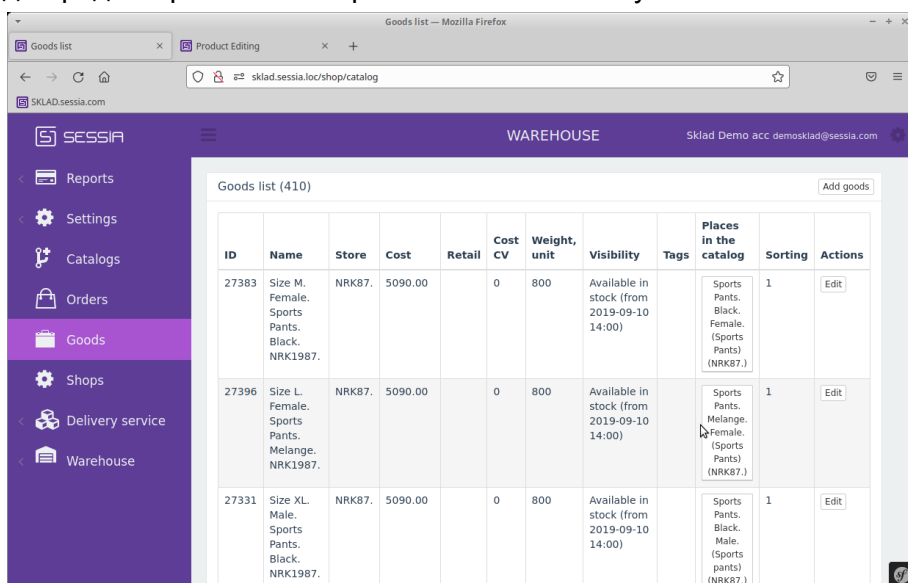 Goods list — Mozilla Firefox
Goods list
Product Editing
sklad.sessia.loc/shop/catalog
SKLAD.sessia.com
SESSIA
WAREHOUSE
Sklad Demo acc demosklad@sessia.com
Reports
Settings
Catalogs
Orders
Goods
Shops
Delivery service
Warehouse
Goods list (410)
Add goods
ID Name Store Cost Retail Cost CV Weight, unit Visibility Tags Places in the catalog Sorting Actions
27383 Size M. Female. Sports Pants. Black. NRK1987. NRK87. 5090.00 0 800 Available in stock (from 2019-09-10 14:00) Sports Pants. Black. Female. (Sports Pants) (NRK87.) 1 Edit
27396 Size L. Female. Sports Pants. Melange. NRK1987. NRK87. 5090.00 0 800 Available in stock (from 2019-09-10 14:00) Sports Pants. Melange. Female. (Sports Pants) (NRK87.) 1 Edit
27331 Size XL. Male. Sports Pants. Black. NRK1987. NRK87. 5090.00 0 800 Available in stock (from 2019-09-10 14:00) Sports Pants. Black. Male. (Sports pants) (NRK87.) 1 Edit
sf